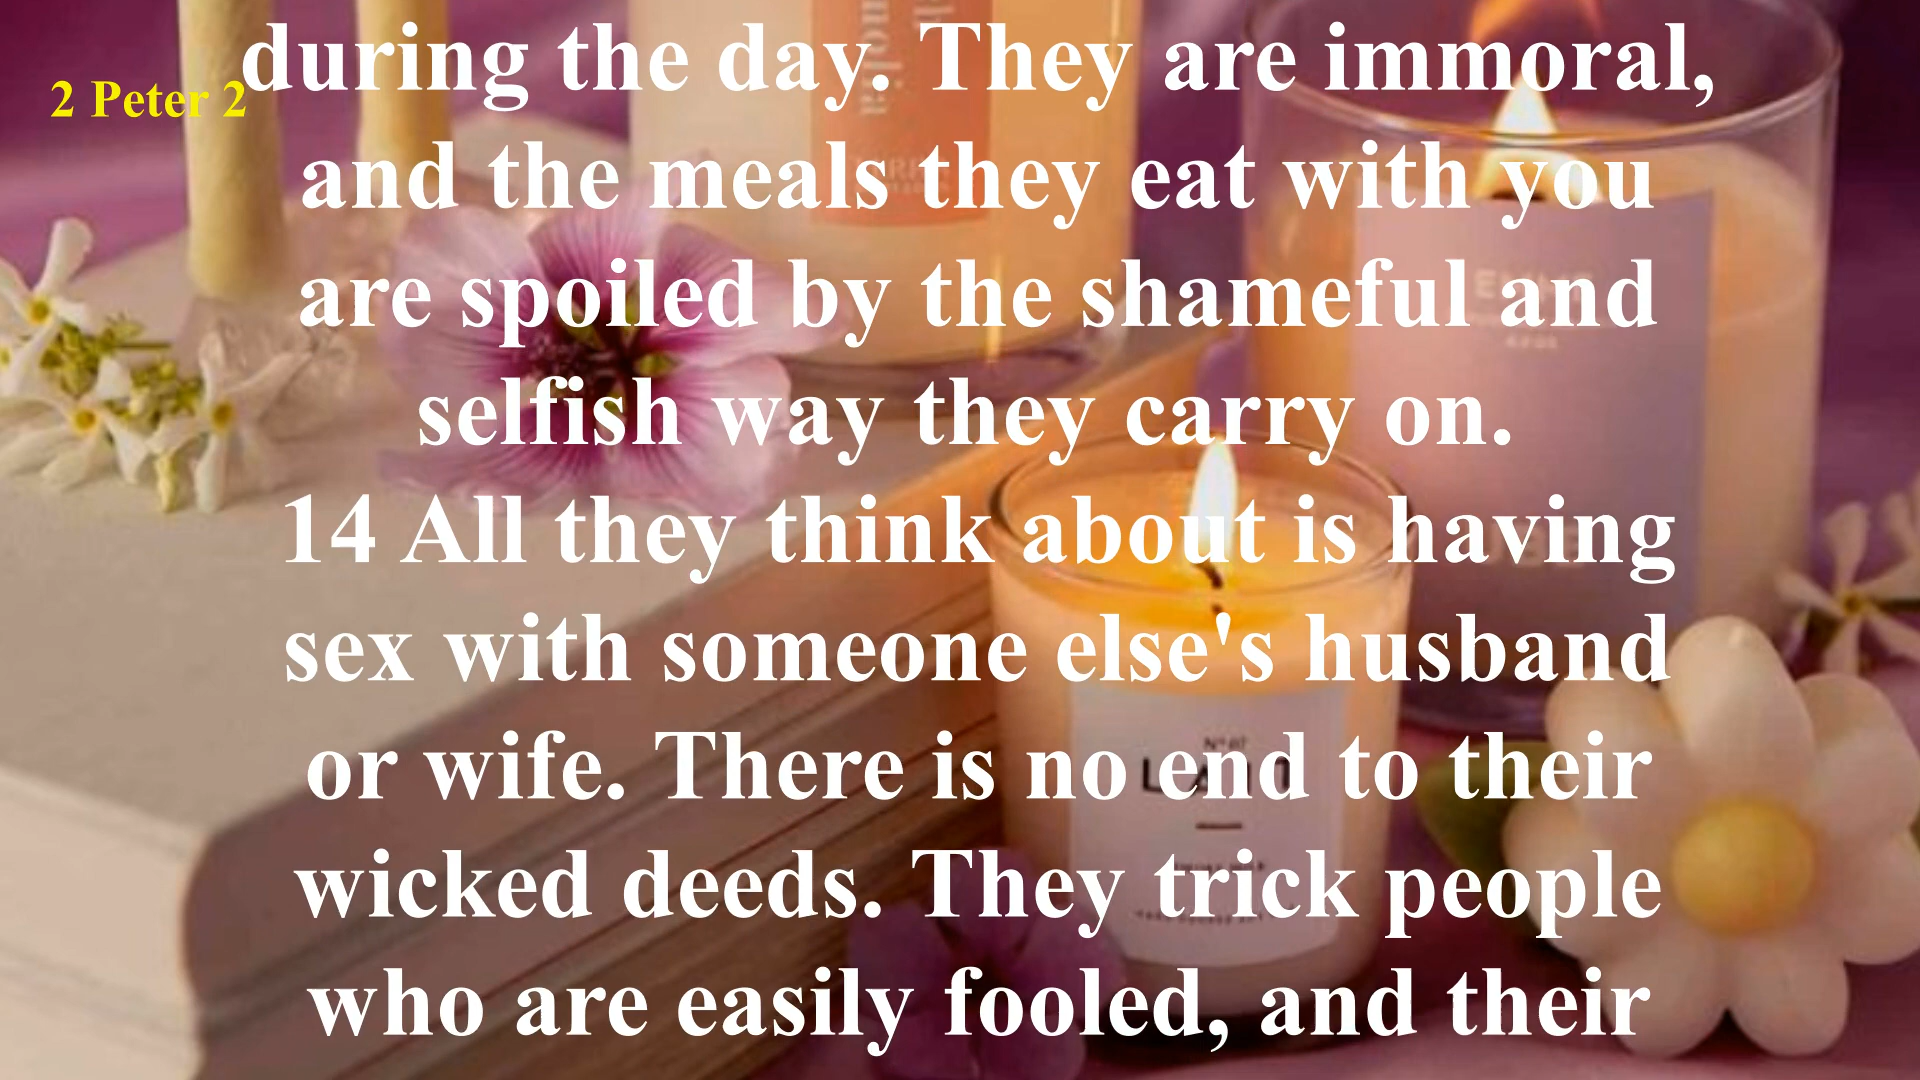 during the day. They are immoral,
2 Peter 2
and the meals they eat with you
are spoiled by the shameful and
selfish way they carry on.
14 All they think about is having
sex with someone else's husband
or wife. There is no end to their
wicked deeds. They trick people
who are easily fooled, and their